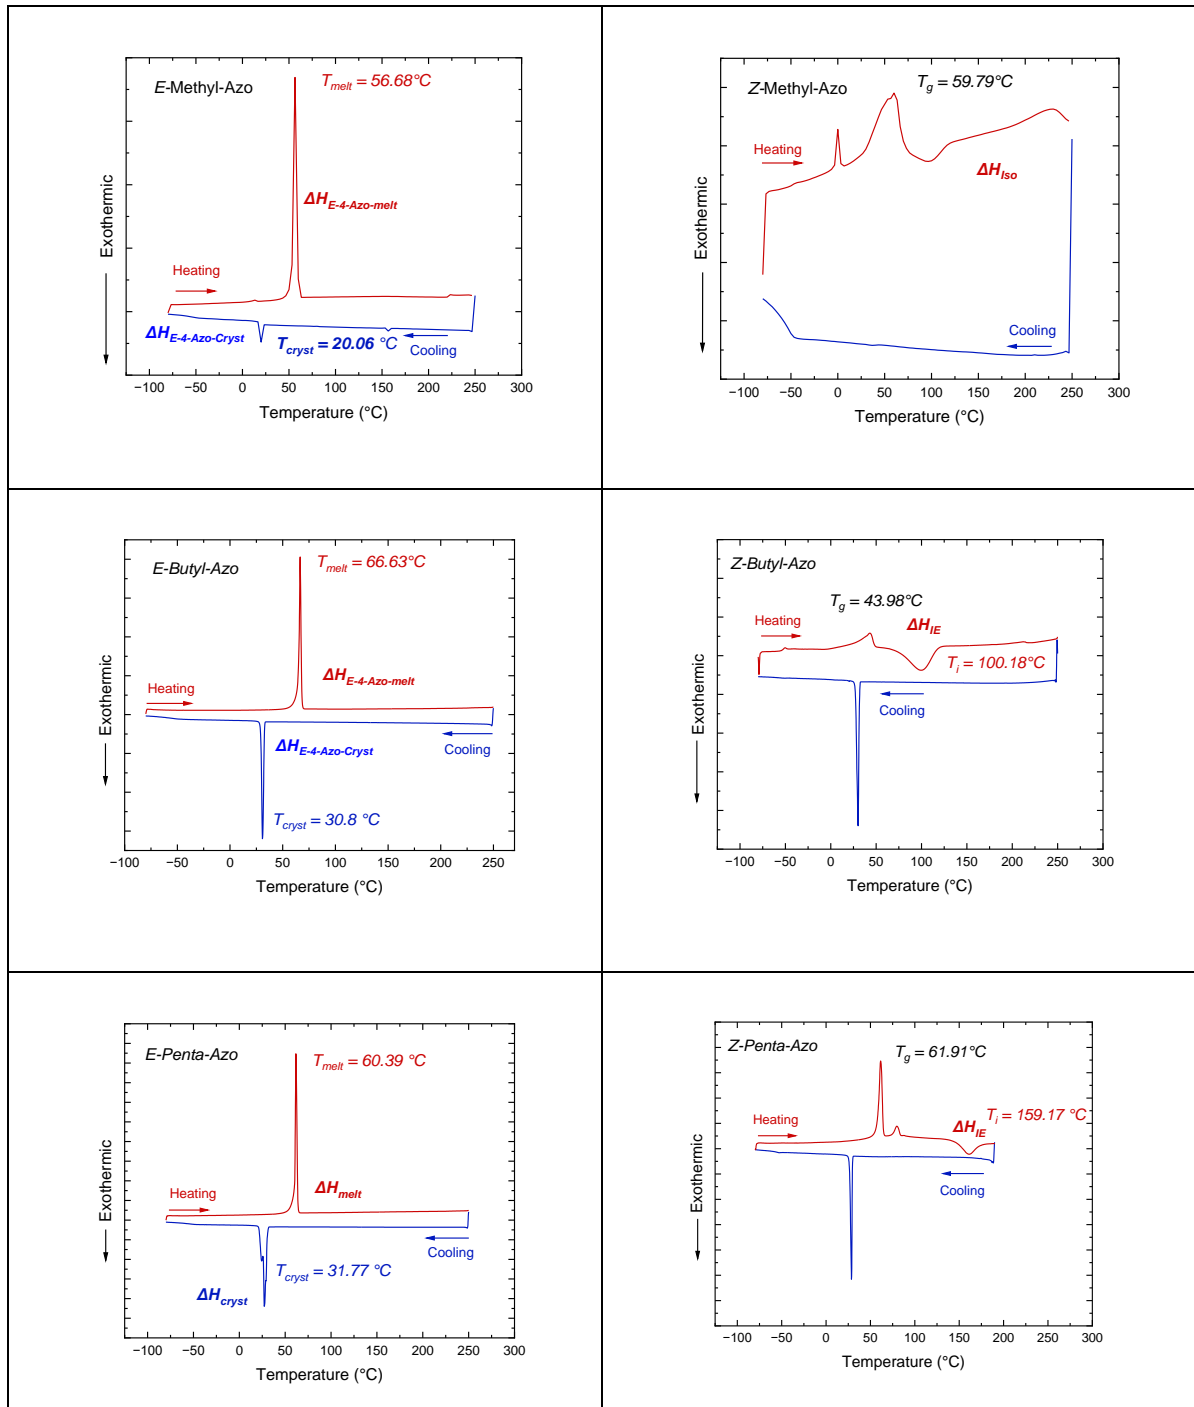 E-Methyl-Azo
T_melt = 56.68°C
ΔH_E-4-Azo-melt
Heating
ΔH_E-4-Azo-Cryst
T_cryst = 20.06 °C
Cooling
Exothermic
−100 −50 0 50 100 150 200 250 300
Temperature (°C)
Z-Methyl-Azo
T_g = 59.79°C
Heating
ΔH_Iso
Cooling
Exothermic
−100 −50 0 50 100 150 200 250 300
Temperature (°C)
E-Butyl-Azo
T_melt = 66.63°C
ΔH_E-4-Azo-melt
Heating
ΔH_E-4-Azo-Cryst
Cooling
T_cryst = 30.8 °C
Exothermic
−100 −50 0 50 100 150 200 250
Temperature (°C)
Z-Butyl-Azo
T_g = 43.98°C
Heating
ΔH_IE
T_i = 100.18°C
Cooling
Exothermic
−100 −50 0 50 100 150 200 250 300
Temperature (°C)
E-Penta-Azo
T_melt = 60.39 °C
Heating
ΔH_melt
Cooling
T_cryst = 31.77 °C
ΔH_cryst
Exothermic
−100 −50 0 50 100 150 200 250 300
Temperature (°C)
Z-Penta-Azo
T_g = 61.91°C
Heating
ΔH_IE
T_i = 159.17 °C
Cooling
Exothermic
−100 −50 0 50 100 150 200 250 300
Temperature (°C)